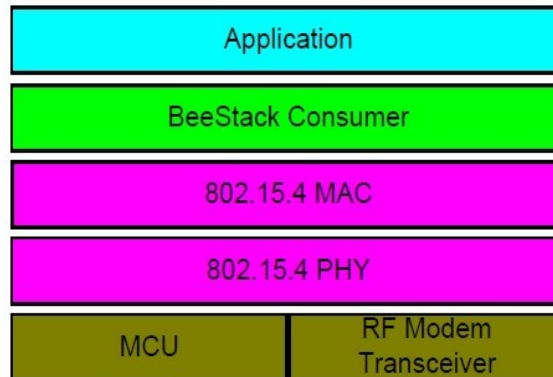 Application
BeeStack Consumer
802.15.4 MAC
802.15.4 PHY
MCU
RF Modem
Transceiver